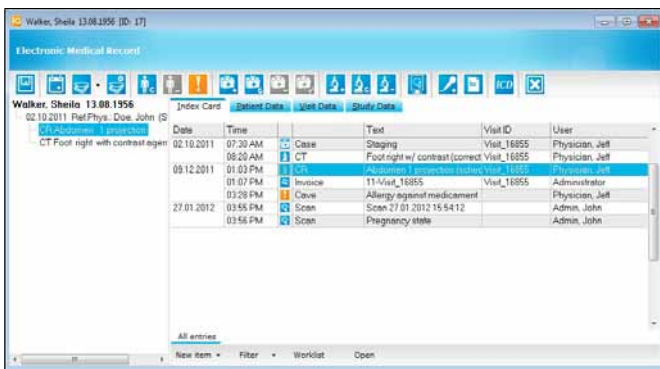 Walker, Sheila 13.08.1956 [ID: 17]
Electronic Medical Record
ICD
Walker, Sheila 13.08.1956
02.10.2011 Ref.Phys.: Doe, John (S
CR Abdomen 1 projection
CT Foot right with contrast agen
Index Card Patient Data Visit Data Study Data
Date Time Text Visit ID User
02.10.2011 07:30 AM Case Staging Visit_16855 Physician, Jeff
08:20 AM CT Foot right w/ contrast (correct Visit_16855 Physician, Jeff
09.12.2011 01:03 PM CR Abdomen 1 projection (sched Visit_16855 Physician, Jeff
01:07 PM Invoice 11-Visit_16855 Visit_16855 Administrator
03:28 PM Cave Allergy against medicament Physician, Jeff
27.01.2012 03:55 PM Scan Scan 27.01.2012 15:54:12 Admin, John
03:56 PM Scan Pregnancy state Admin, John
All entries
New item Filter Worklist Open